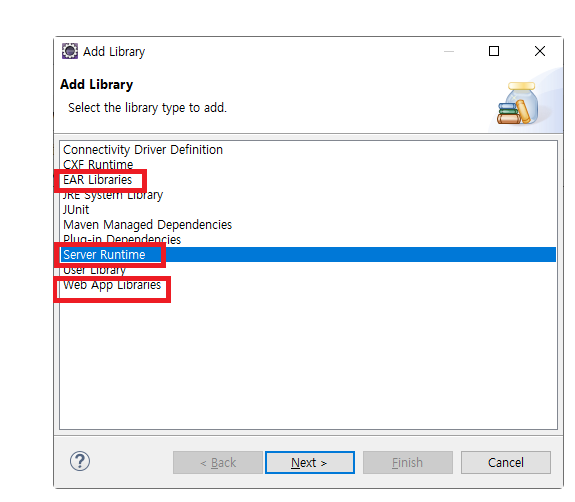 Add Library
Add Library
Select the library type to add.
Connectivity Driver Definition
CXF Runtime
EAR Libraries
JRE System Library
JUnit
Maven Managed Dependencies
Plug-in Dependencies
Server Runtime
User Library
Web App Libraries
?
< Back
Next >
Finish
Cancel